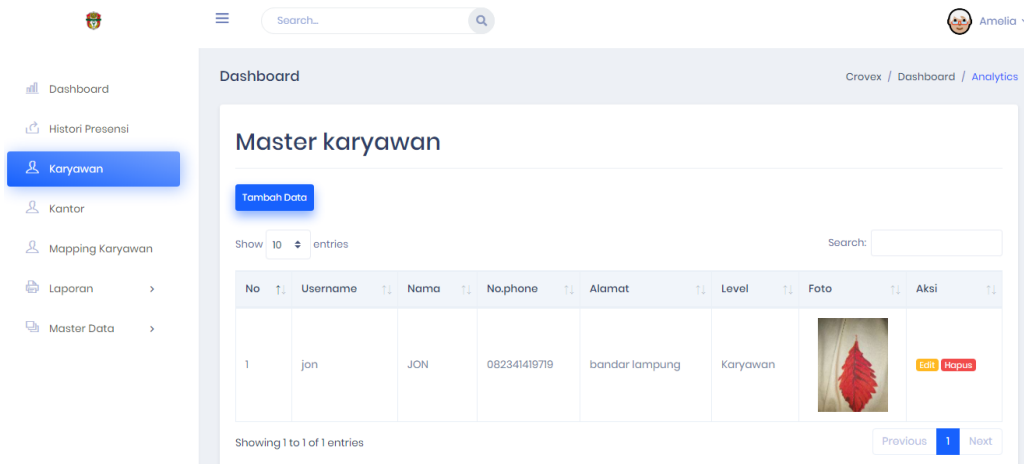 Search...
Amelia
Dashboard
Histori Presensi
Karyawan
Kantor
Mapping Karyawan
Laporan
Master Data
Dashboard
Crovex / Dashboard / Analytics
Master karyawan
Tambah Data
Show 10 entries
Search:
No Username Nama No.phone Alamat Level Foto Aksi
1 jon JON 082341419719 bandar lampung Karyawan Edit Hapus
Showing 1 to 1 of 1 entries
Previous 1 Next